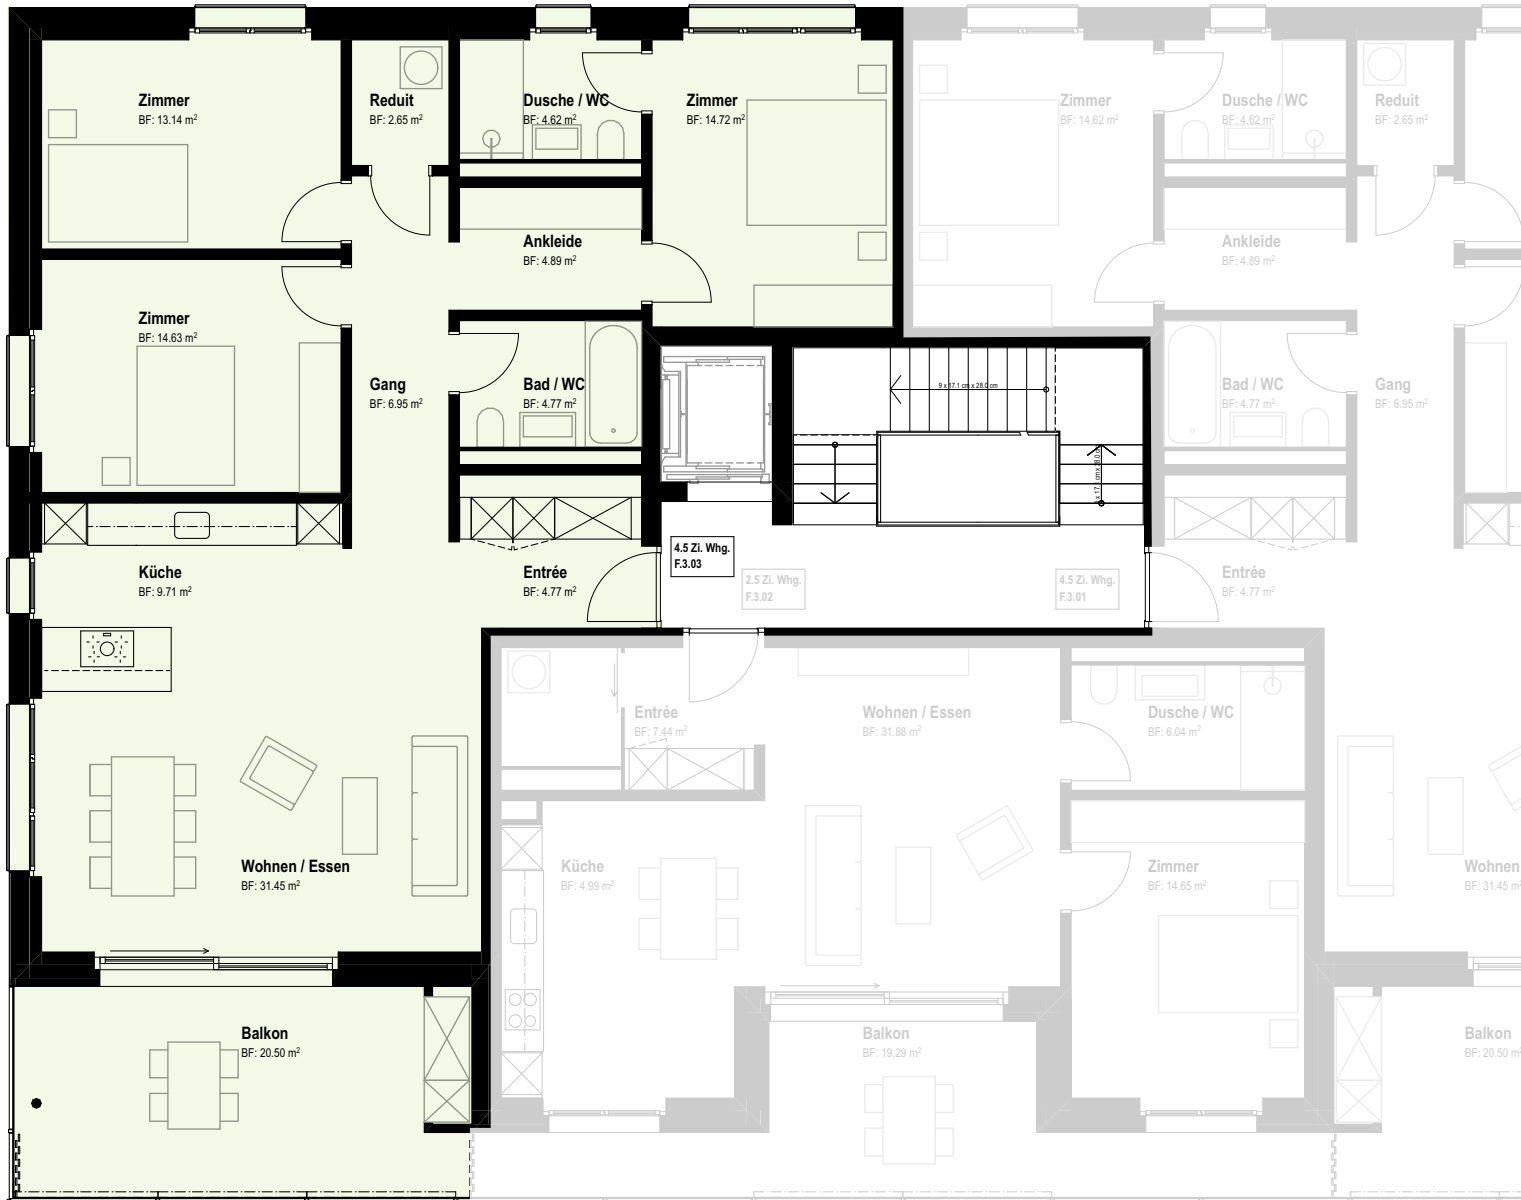 Zimmer
BF: 13.14 m²
Reduit
BF: 2.65 m²
Dusche / WC
BF: 4.62 m²
Zimmer
BF: 14.72 m²
Zimmer
BF: 14.62 m²
Dusche / WC
BF: 4.62 m²
Reduit
BF: 2.65 m²
Ankleide
BF: 4.89 m²
Ankleide
BF: 4.89 m²
Zimmer
BF: 14.63 m²
Gang
BF: 6.95 m²
Bad / WC
BF: 4.77 m²
9 x 17.1 cm x 28.0 cm
Bad / WC
BF: 4.77 m²
Gang
BF: 6.95 m²
Küche
BF: 9.71 m²
Entrée
BF: 4.77 m²
4.5 Zi. Whg.
F.3.03
2.5 Zi. Whg.
F.3.02
4.5 Zi. Whg.
F.3.01
Entrée
BF: 4.77 m²
Entrée
BF: 7.44 m²
Wohnen / Essen
BF: 31.88 m²
Dusche / WC
BF: 6.04 m²
Wohnen / Essen
BF: 31.45 m²
Küche
BF: 4.99 m²
Zimmer
BF: 14.65 m²
Wohnen
BF: 31.45 m²
Balkon
BF: 20.50 m²
Balkon
BF: 19.29 m²
Balkon
BF: 20.50 m²